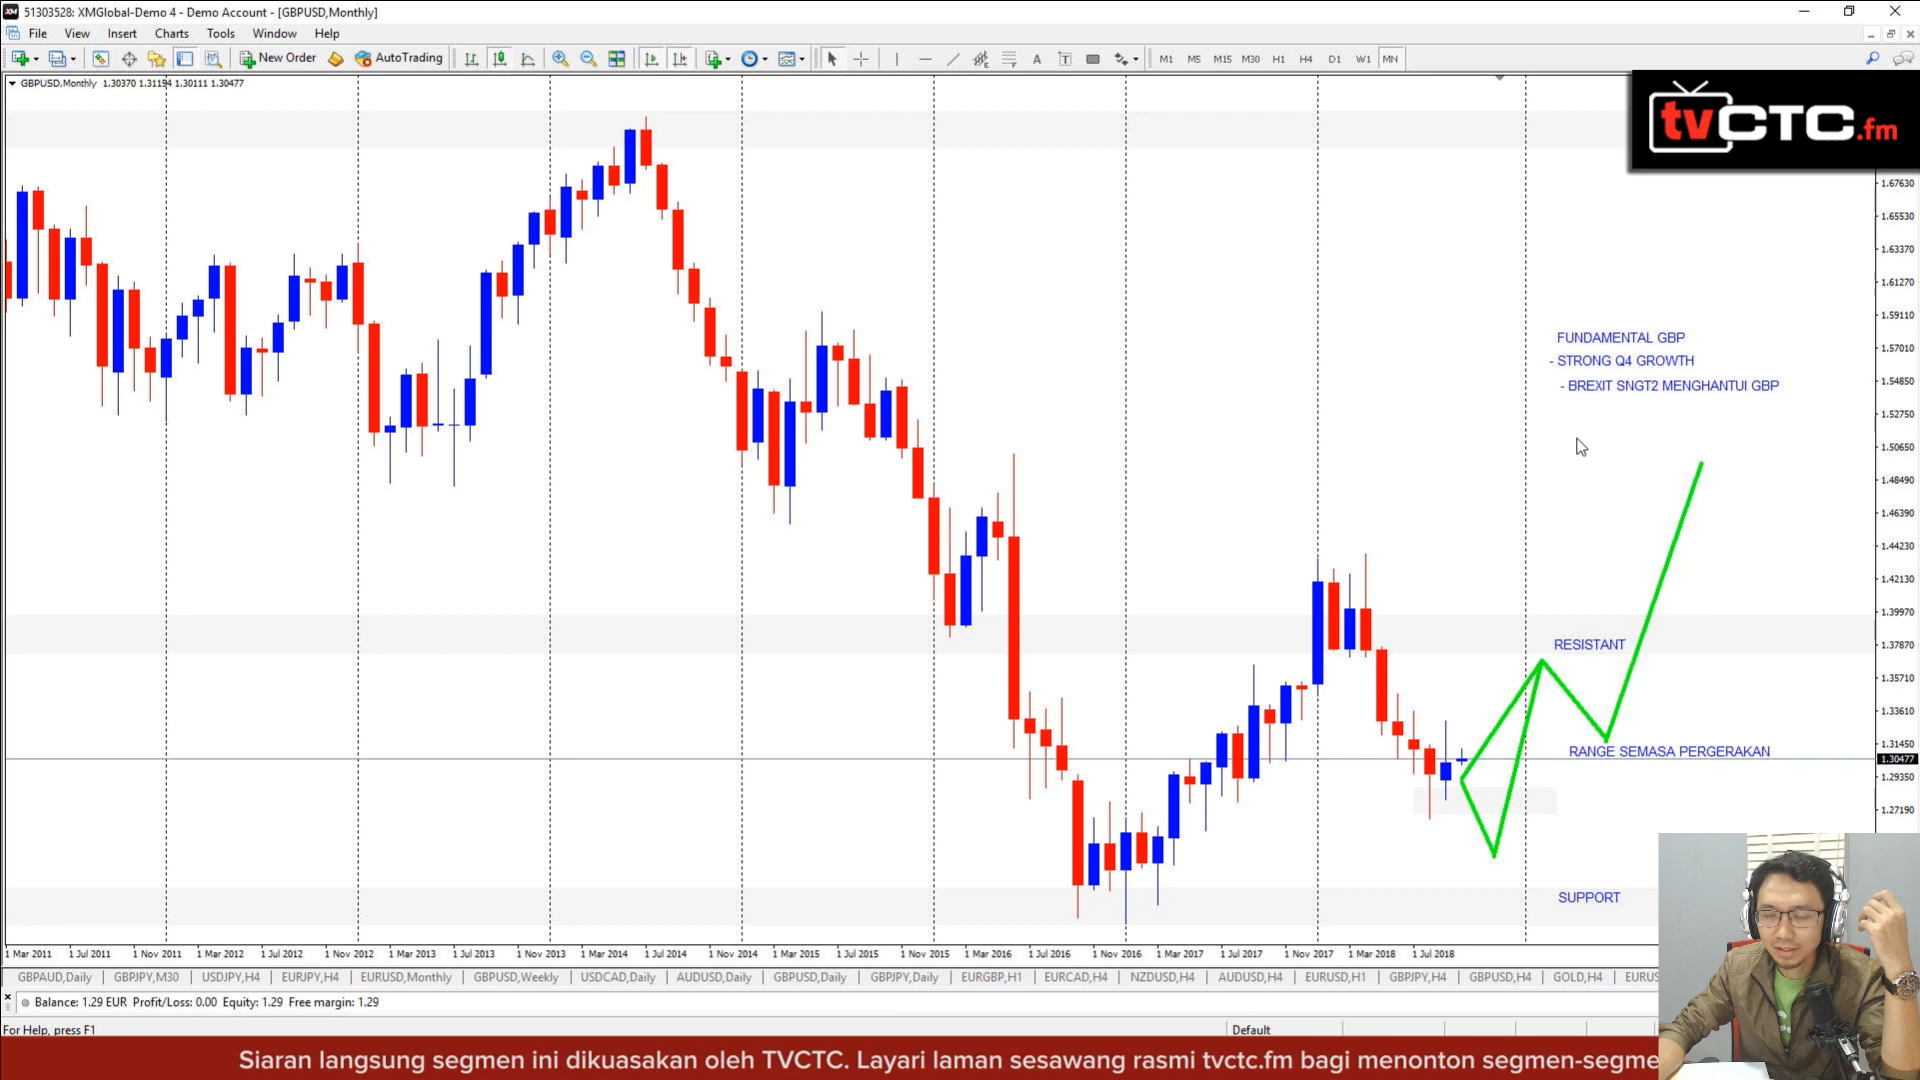 51303528: XMGlobal-Demo 4 - Demo Account - [GBPUSD,Monthly]
File View Insert Charts Tools Window Help
New Order AutoTrading M1 M5 M15 M30 H1 H4 D1 W1 MN
GBPUSD,Monthly 1.30370 1.31194 1.30111 1.30477
tvCTC.fm
1.67630
1.65530
1.63370
1.61270
1.59110
FUNDAMENTAL GBP
1.57010
- STRONG Q4 GROWTH
- BREXIT SNGT2 MENGHANTUI GBP
1.54850
1.52750
1.50650
1.48490
1.46390
1.44230
1.42130
1.39970
RESISTANT
1.37870
1.35710
1.33610
1.31450
RANGE SEMASA PERGERAKAN
1.30477
1.29350
1.27190
SUPPORT
1 Mar 2011 1 Jul 2011 1 Nov 2011 1 Mar 2012 1 Jul 2012 1 Nov 2012 1 Mar 2013 1 Jul 2013 1 Nov 2013 1 Mar 2014 1 Jul 2014 1 Nov 2014 1 Mar 2015 1 Jul 2015 1 Nov 2015 1 Mar 2016 1 Jul 2016 1 Nov 2016 1 Mar 2017 1 Jul 2017 1 Nov 2017 1 Mar 2018 1 Jul 2018
GBPAUD,Daily GBPJPY,M30 USDJPY,H4 EURJPY,H4 EURUSD,Monthly GBPUSD,Weekly USDCAD,Daily AUDUSD,Daily GBPUSD,Daily GBPJPY,Daily EURGBP,H1 EURCAD,H4 NZDUSD,H4 AUDUSD,H4 EURUSD,H1 GBPJPY,H4 GBPUSD,H4 GOLD,H4 EURUS
Balance: 1.29 EUR Profit/Loss: 0.00 Equity: 1.29 Free margin: 1.29
For Help, press F1 Default
Siaran langsung segmen ini dikuasakan oleh TVCTC. Layari laman sesawang rasmi tvctc.fm bagi menonton segmen-segme